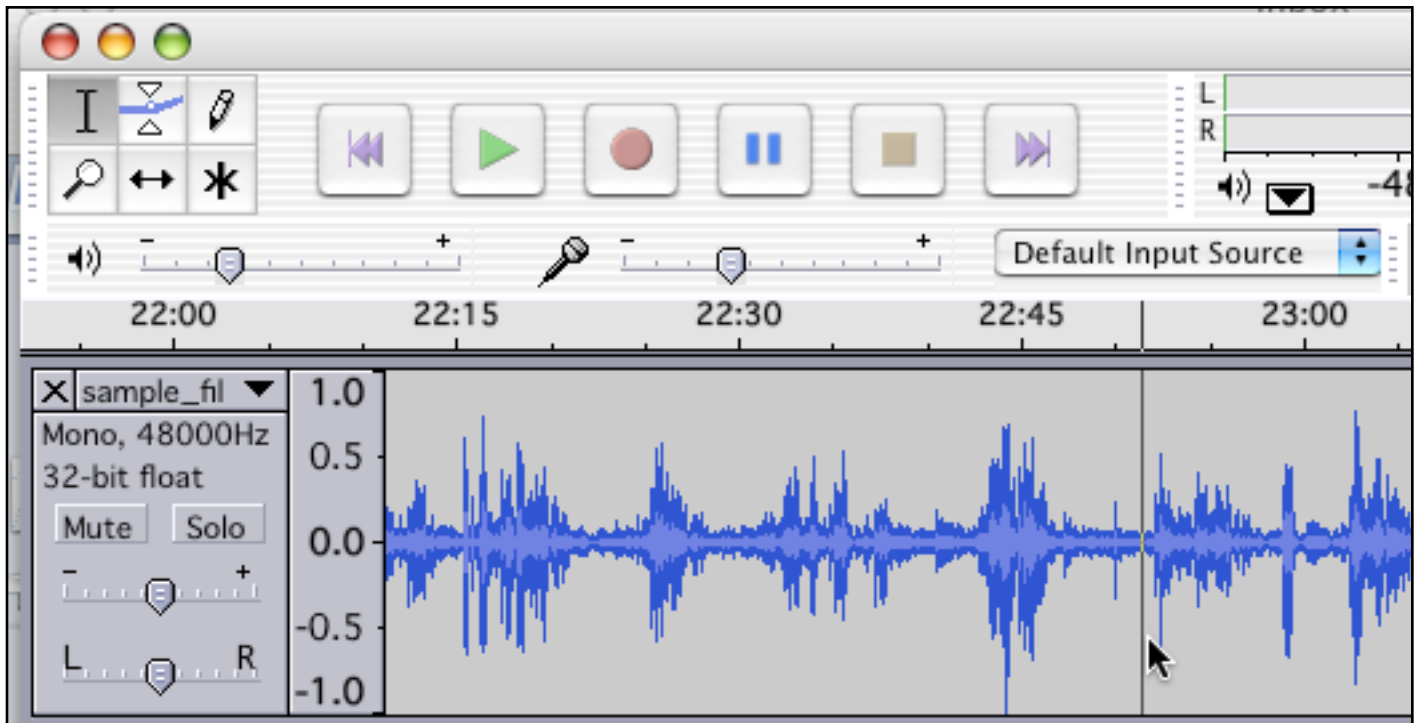 L
R
-48
- +
- +
Default Input Source
22:00 22:15 22:30 22:45 23:00
X sample_fil
1.0
Mono, 48000Hz
0.5
32-bit float
Mute Solo
0.0
- +
-0.5
L R
-1.0